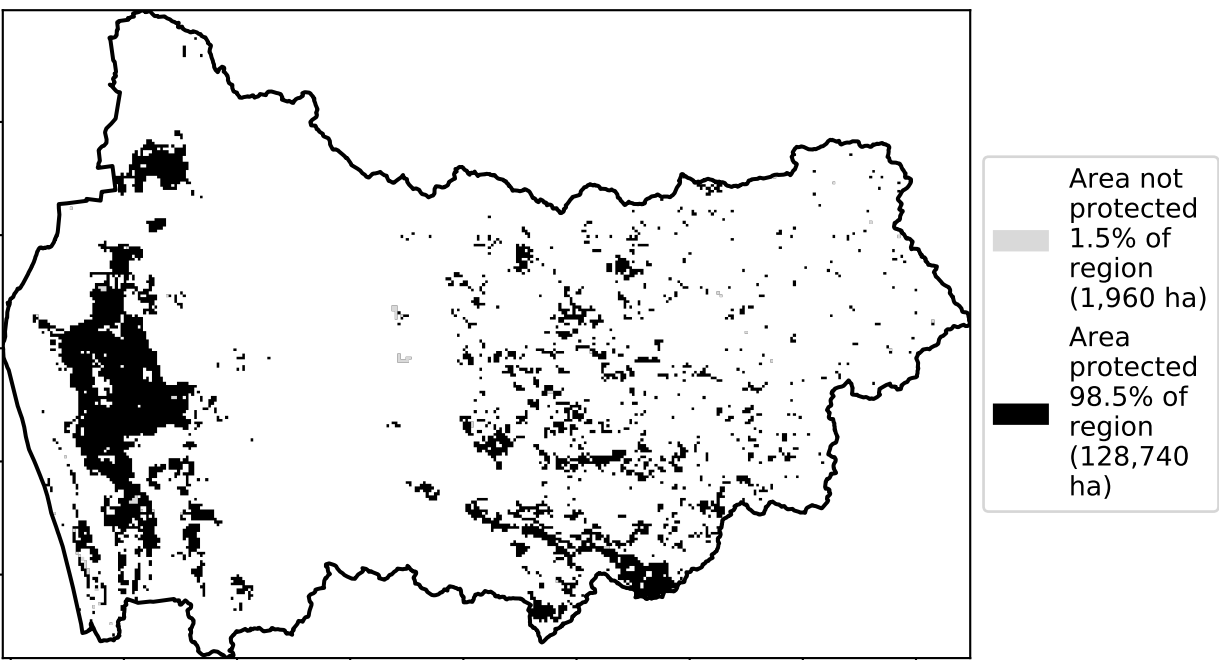 Area not
protected
1.5% of
region
(1,960 ha)
Area
protected
98.5% of
region
(128,740
ha)